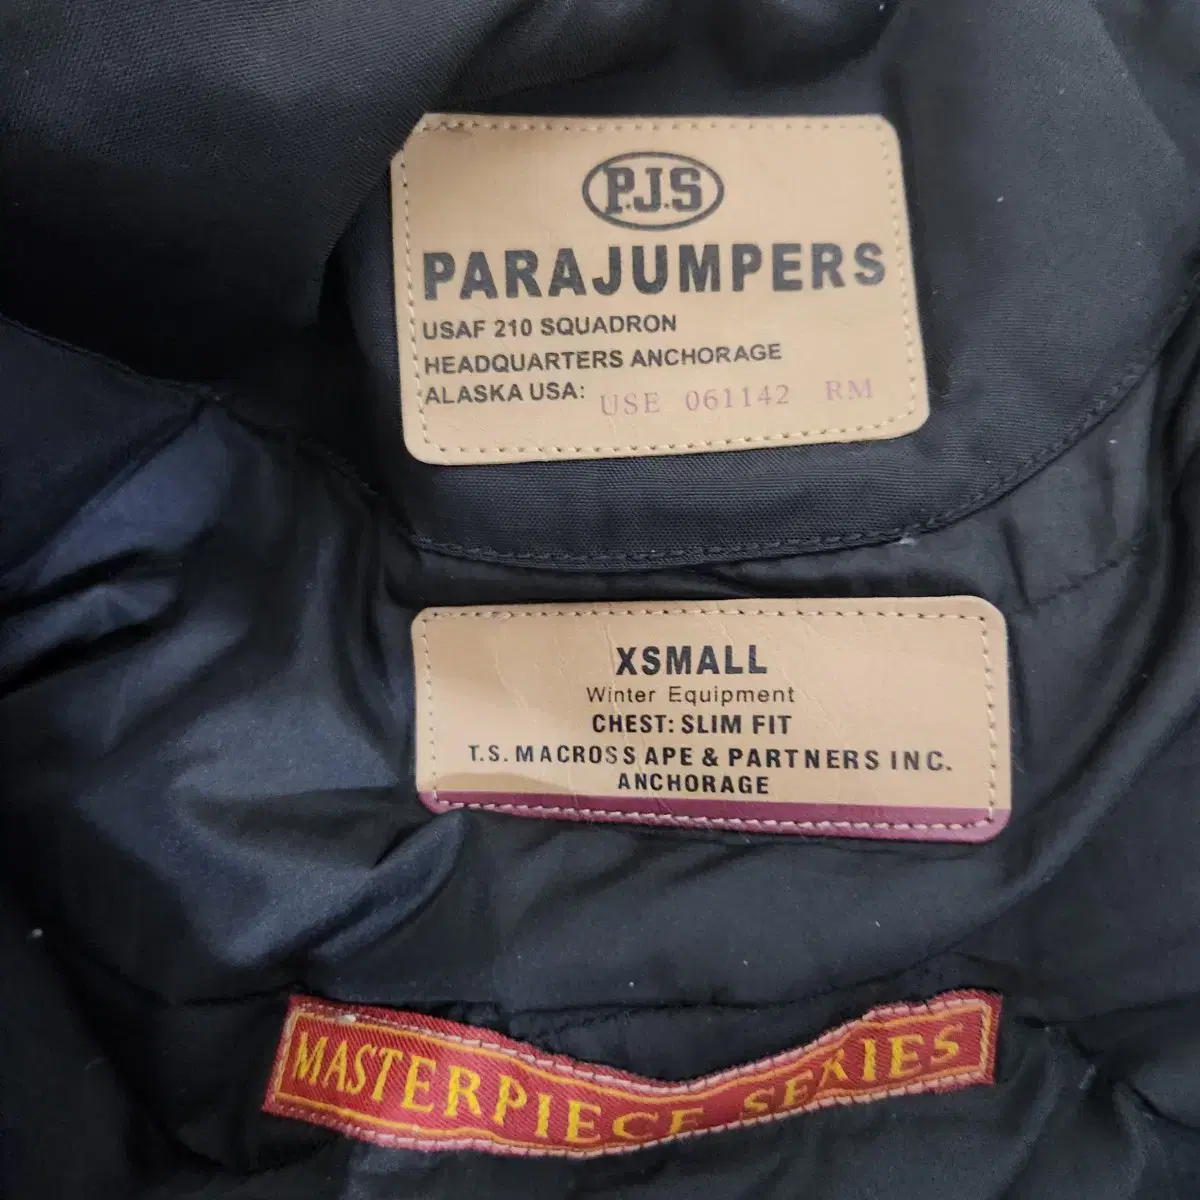 P.J.S
PARAJUMPERS
USAF 210 SQUADRON
HEADQUARTERS ANCHORAGE
ALASKA USA: USE 061142 RM
XSMALL
Winter Equipment
CHEST: SLIM FIT
T.S. MACROSS APE & PARTNERS INC.
ANCHORAGE
MASTERPIECE SERIES